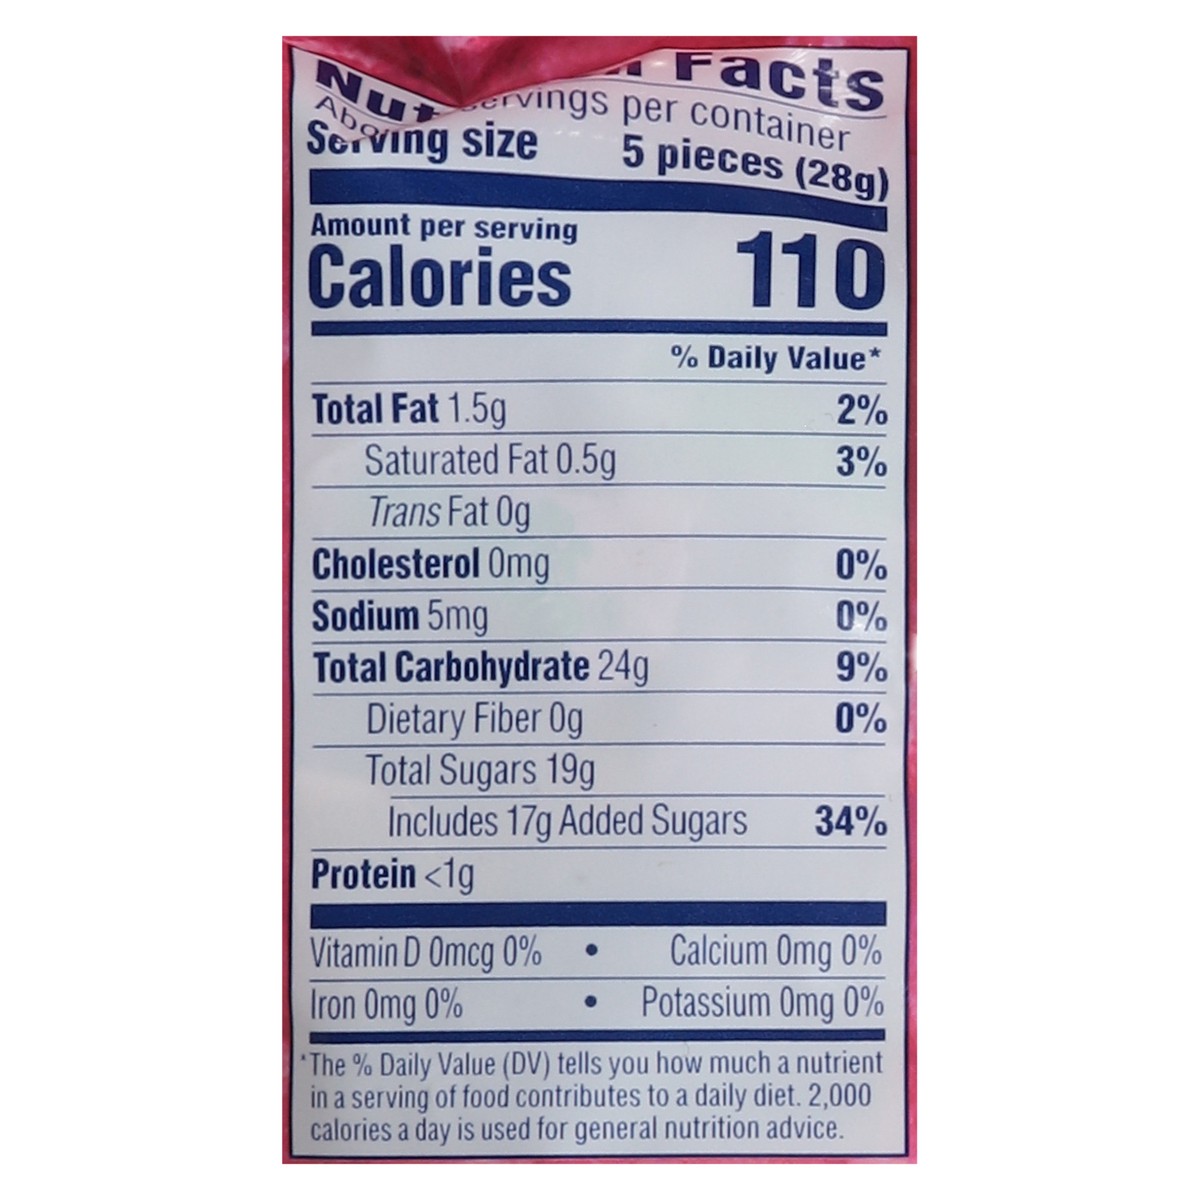 Facts
servings per container
Serving size 5 pieces (28g)
Amount per serving
Calories 110
% Daily Value*
Total Fat 1.5g 2%
Saturated Fat 0.5g 3%
Trans Fat 0g
Cholesterol 0mg 0%
Sodium 5mg 0%
Total Carbohydrate 24g 9%
Dietary Fiber 0g 0%
Total Sugars 19g
Includes 17g Added Sugars 34%
Protein <1g
Vitamin D 0mcg 0% • Calcium 0mg 0%
Iron 0mg 0% • Potassium 0mg 0%
*The % Daily Value (DV) tells you how much a nutrient
in a serving of food contributes to a daily diet. 2,000
calories a day is used for general nutrition advice.